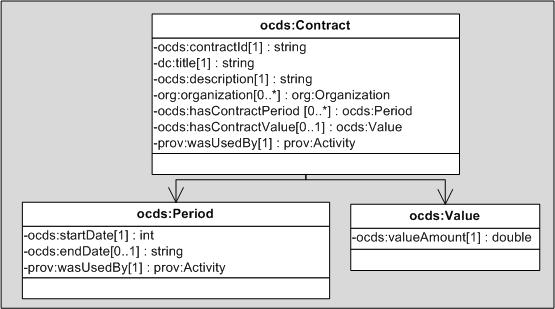 ocds:Contract
-ocds:contractId[1] : string
-dc:title[1] : string
-ocds:description[1] : string
-org:organization[0..*] : org:Organization
-ocds:hasContractPeriod [0..*] : ocds:Period
-ocds:hasContractValue[0..1] : ocds:Value
-prov:wasUsedBy[1] : prov:Activity
ocds:Period
-ocds:startDate[1] : int
-ocds:endDate[0..1] : string
-prov:wasUsedBy[1] : prov:Activity
ocds:Value
-ocds:valueAmount[1] : double